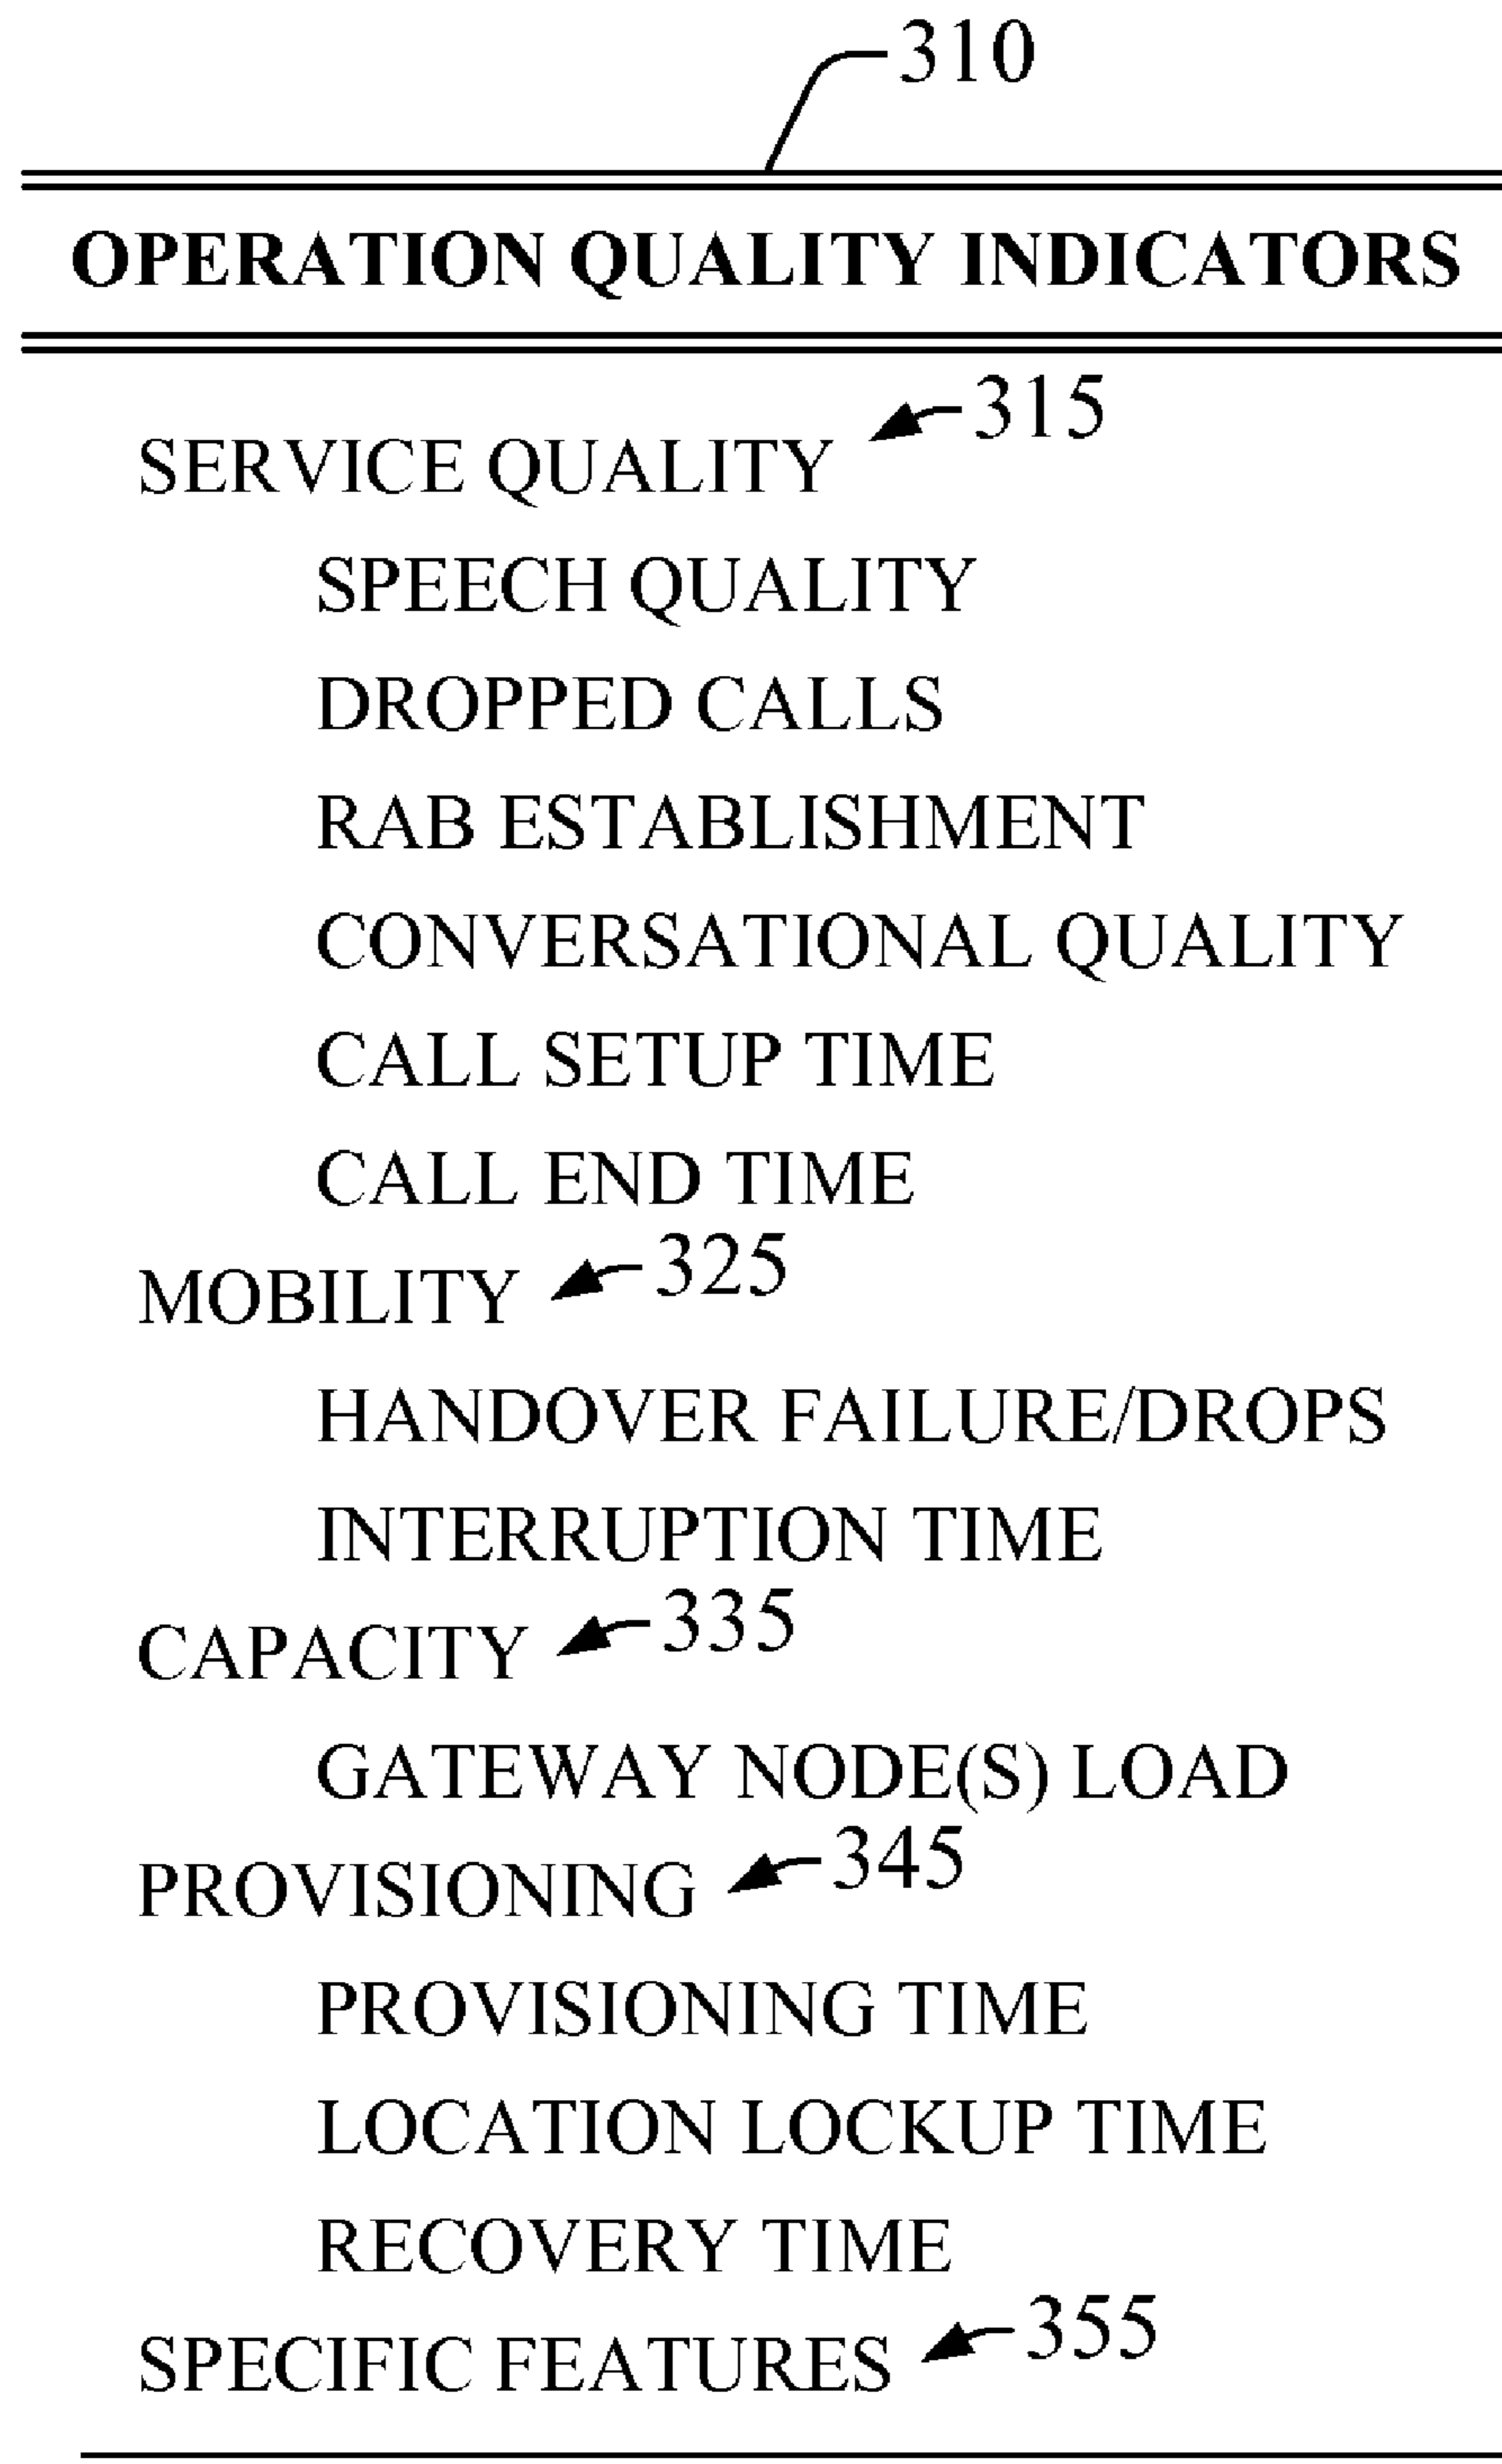 310
OPERATION QUALITY INDICATORS
SERVICE QUALITY 315
SPEECH QUALITY
DROPPED CALLS
RAB ESTABLISHMENT
CONVERSATIONAL QUALITY
CALL SETUP TIME
CALL END TIME
MOBILITY 325
HANDOVER FAILURE/DROPS
INTERRUPTION TIME
CAPACITY 335
GATEWAY NODE(S) LOAD
PROVISIONING 345
PROVISIONING TIME
LOCATION LOCKUP TIME
RECOVERY TIME
SPECIFIC FEATURES 355